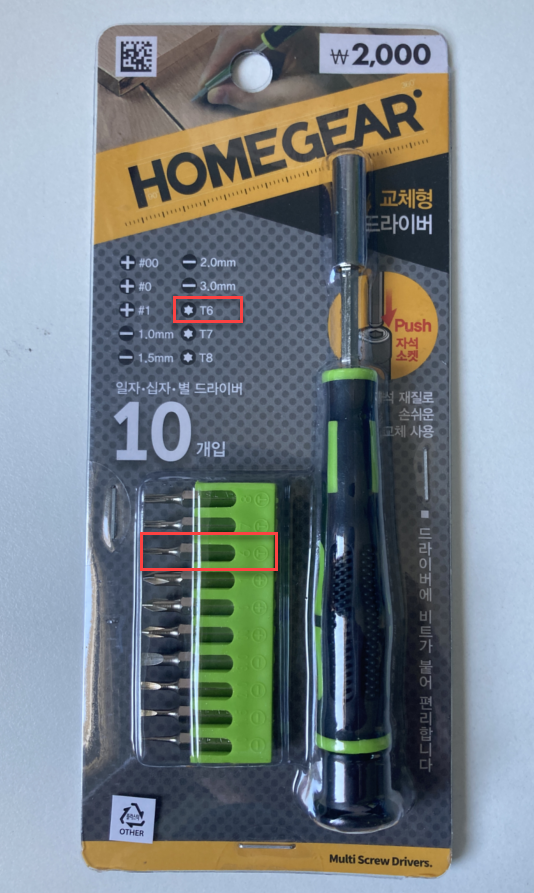 ₩2,000
HOMEGEAR
교체형
드라이버
#00
2.0mm
#0
3.0mm
#1
T6
1.0mm
T7
1.5mm
T8
Push
자석
소켓
일자·십자·별 드라이버
10 개입
재질로
손쉬운
교체 사용
■ 드라이버에 비트가 붙어 편리합니다
OTHER
Multi Screw Drivers.